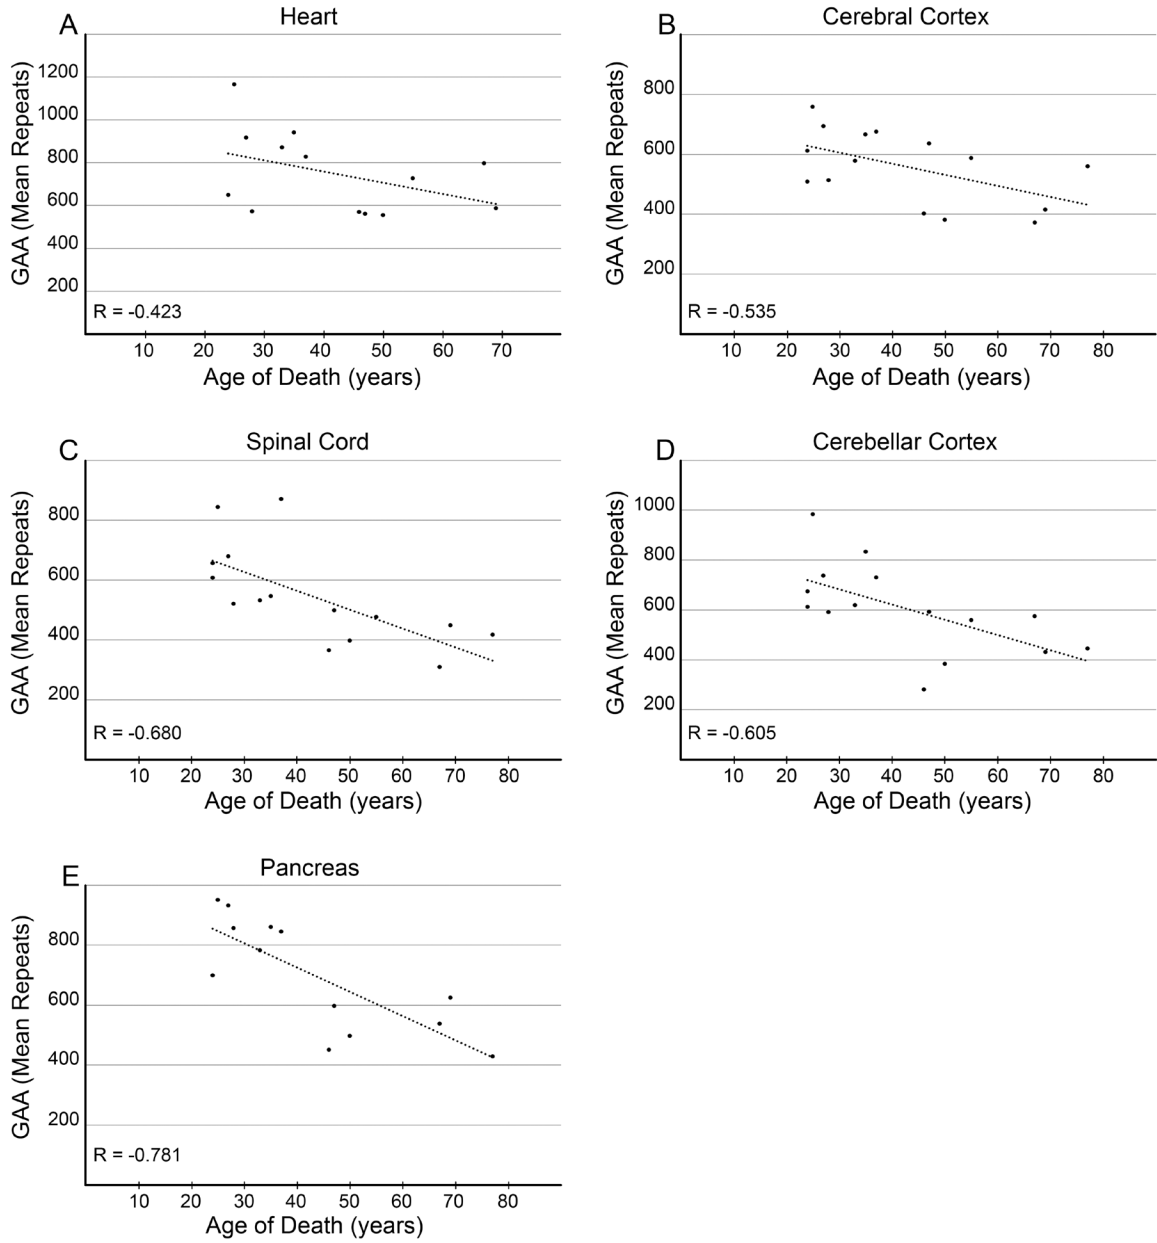 A
Heart
GAA (Mean Repeats)
1200
1000
800
600
400
200
R = -0.423
10 20 30 40 50 60 70
Age of Death (years)
B
Cerebral Cortex
GAA (Mean Repeats)
800
600
400
200
R = -0.535
10 20 30 40 50 60 70 80
Age of Death (years)
C
Spinal Cord
GAA (Mean Repeats)
800
600
400
200
R = -0.680
10 20 30 40 50 60 70 80
Age of Death (years)
D
Cerebellar Cortex
GAA (Mean Repeats)
1000
800
600
400
200
R = -0.605
10 20 30 40 50 60 70 80
Age of Death (years)
E
Pancreas
GAA (Mean Repeats)
800
600
400
200
R = -0.781
10 20 30 40 50 60 70 80
Age of Death (years)